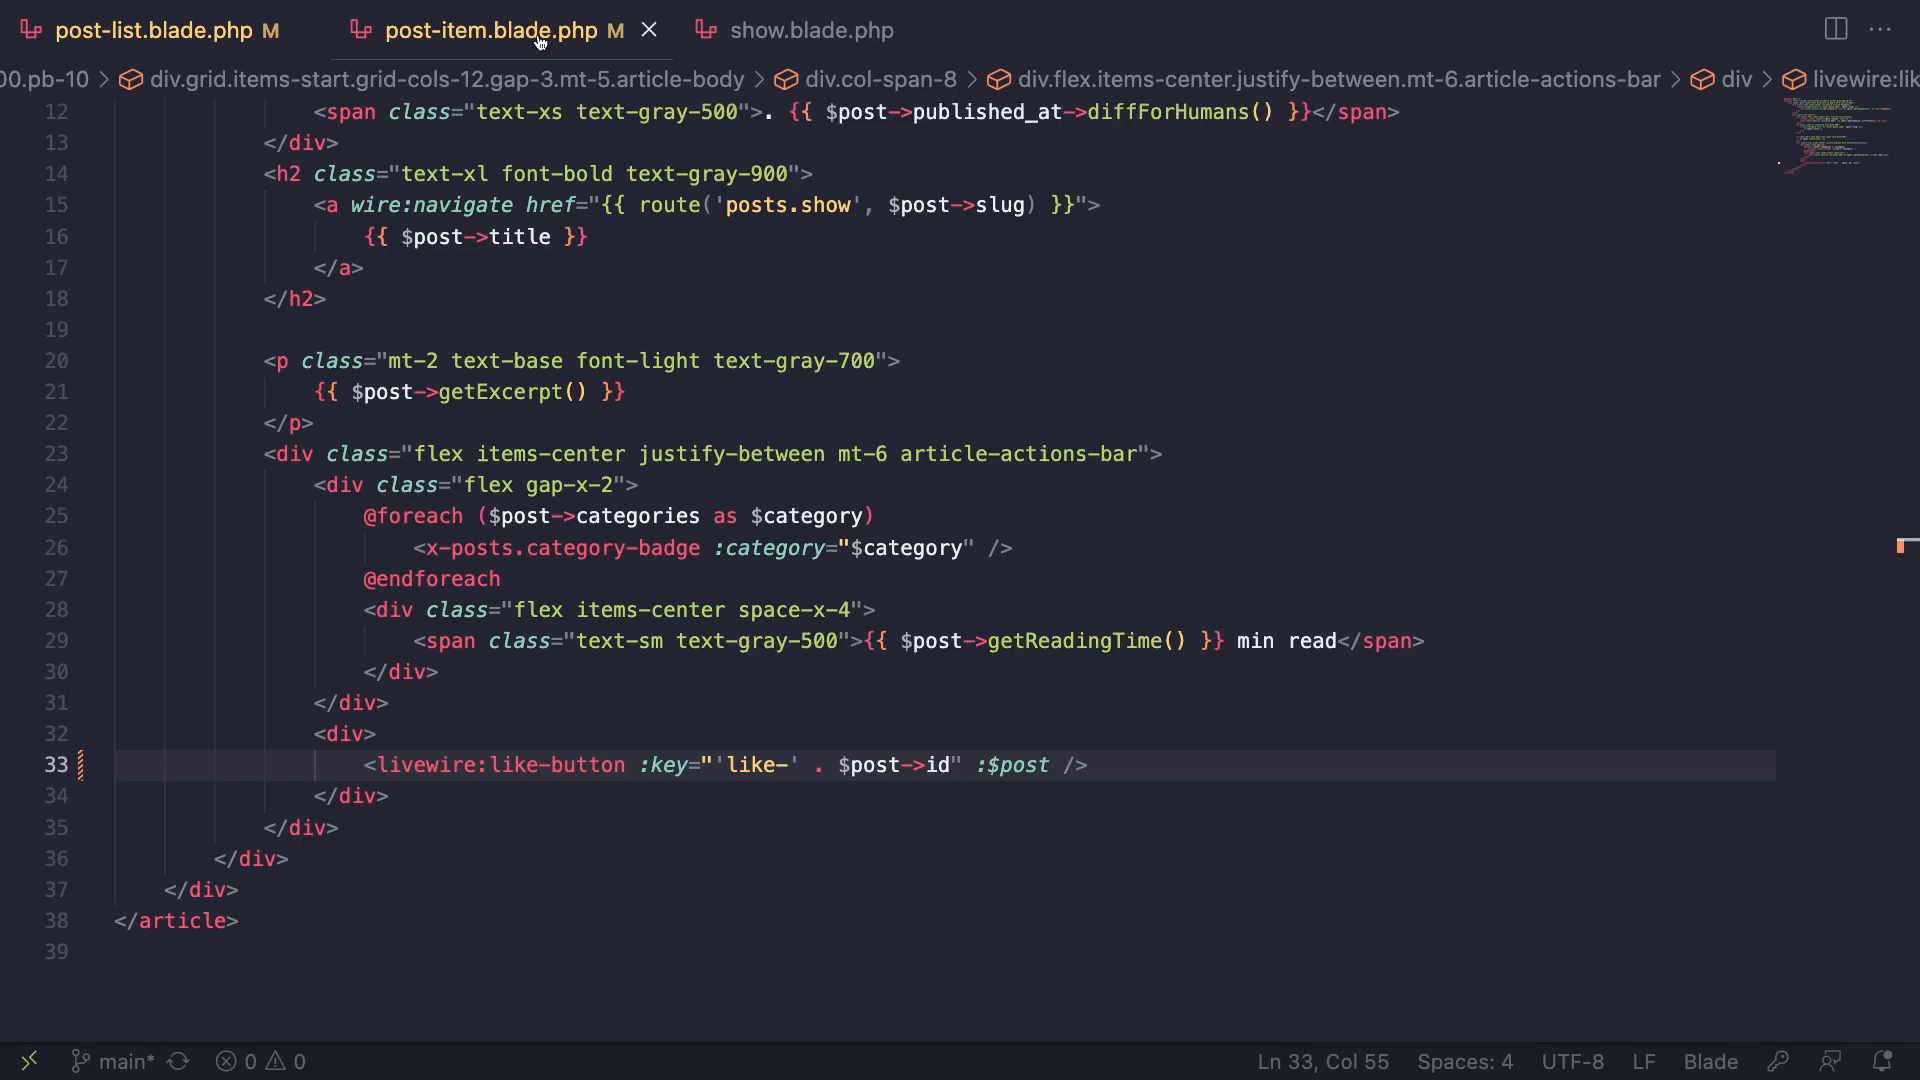 post-list.blade.php M post-item.blade.php M show.blade.php
00.pb-10 > div.grid.items-start.grid-cols-12.gap-3.mt-5.article-body > div.col-span-8 > div.flex.items-center.justify-between.mt-6.article-actions-bar > div > livewire:lik
12 <span class="text-xs text-gray-500">. {{ $post->published_at->diffForHumans() }}</span>
13 </div>
14 <h2 class="text-xl font-bold text-gray-900">
15 <a wire:navigate href="{{ route('posts.show', $post->slug) }}">
16 {{ $post->title }}
17 </a>
18 </h2>
19
20 <p class="mt-2 text-base font-light text-gray-700">
21 {{ $post->getExcerpt() }}
22 </p>
23 <div class="flex items-center justify-between mt-6 article-actions-bar">
24 <div class="flex gap-x-2">
25 @foreach ($post->categories as $category)
26 <x-posts.category-badge :category="$category" />
27 @endforeach
28 <div class="flex items-center space-x-4">
29 <span class="text-sm text-gray-500">{{ $post->getReadingTime() }} min read</span>
30 </div>
31 </div>
32 <div>
33 <livewire:like-button :key="'like-' . $post->id" :$post />
34 </div>
35 </div>
36 </div>
37 </div>
38 </article>
39
main* 0 0 Ln 33, Col 55 Spaces: 4 UTF-8 LF Blade